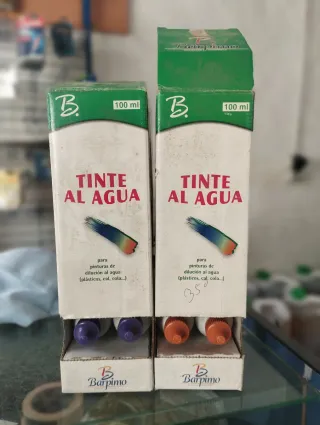 B.
100 ml
TINTE
AL AGUA
para
pinturas de
dilución al agua
(plásticos, cal, cola...)
Barpimo
B.
100 ml
TINTE
AL AGUA
para
pinturas de
dilución al agua
(plásticos, cal, cola...)
Barpimo